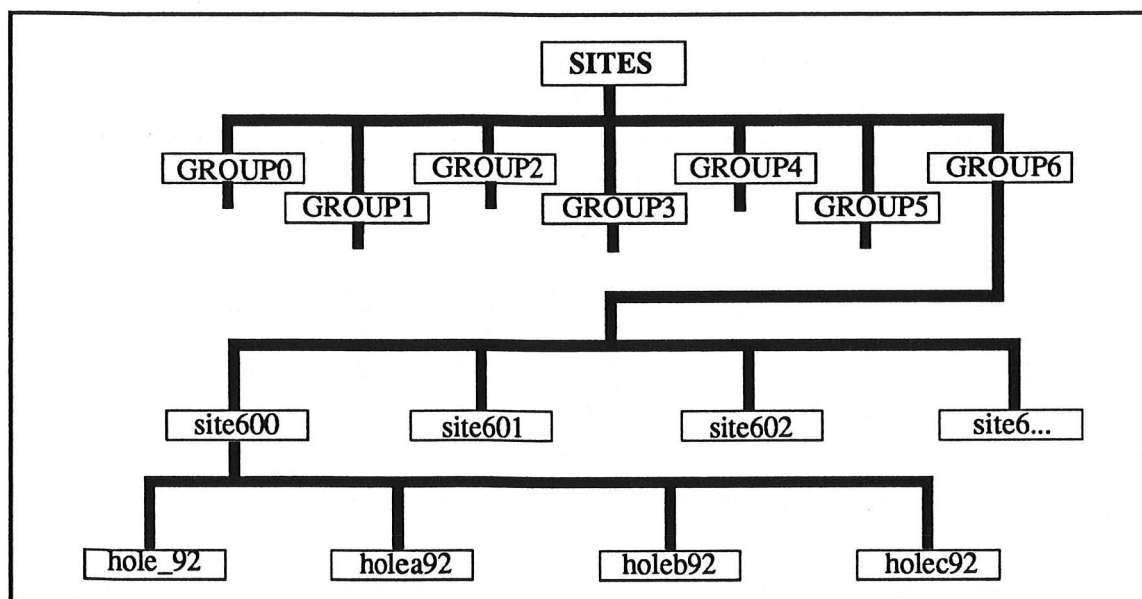 SITES
GROUP0 GROUP2 GROUP4 GROUP6
GROUP1 GROUP3 GROUP5
site600 site601 site602 site6...
hole_92 holea92 holeb92 holec92